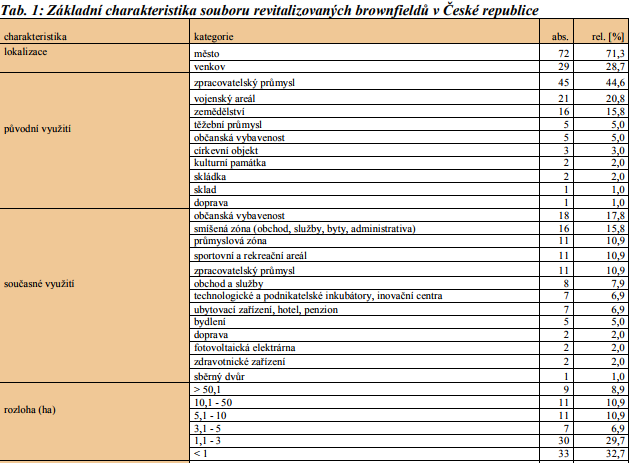 Tab. 1: Základní charakteristika souboru revitalizovaných brownfieldů v České republice
charakteristika kategorie abs. rel. [%]
lokalizace město 72 71,3
venkov 29 28,7
původní využití zpracovatelský průmysl 45 44,6
vojenský areál 21 20,8
zemědělství 16 15,8
těžební průmysl 5 5,0
občanská vybavenost 5 5,0
církevní objekt 3 3,0
kulturní památka 2 2,0
skládka 2 2,0
sklad 1 1,0
doprava 1 1,0
současné využití občanská vybavenost 18 17,8
smíšená zóna (obchod, služby, byty, administrativa) 16 15,8
průmyslová zóna 11 10,9
sportovní a rekreační areál 11 10,9
zpracovatelský průmysl 11 10,9
obchod a služby 8 7,9
technologické a podnikatelské inkubátory, inovační centra 7 6,9
ubytovací zařízení, hotel, penzion 7 6,9
bydlení 5 5,0
doprava 2 2,0
fotovoltaická elektrárna 2 2,0
zdravotnické zařízení 2 2,0
sběrný dvůr 1 1,0
rozloha (ha) > 50,1 9 8,9
10,1 - 50 11 10,9
5,1 - 10 11 10,9
3,1 - 5 7 6,9
1,1 - 3 30 29,7
< 1 33 32,7